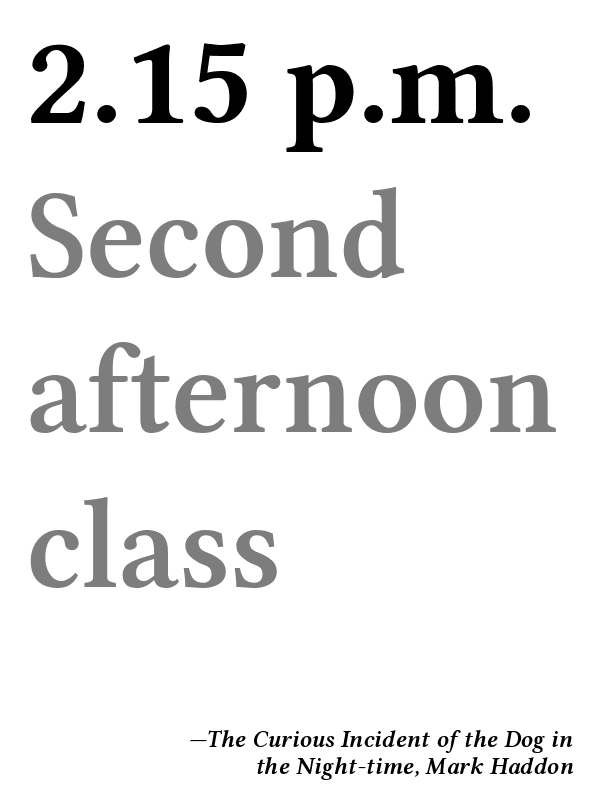 2.15 p.m.
Second
afternoon
class
—The Curious Incident of the Dog in
the Night-time, Mark Haddon